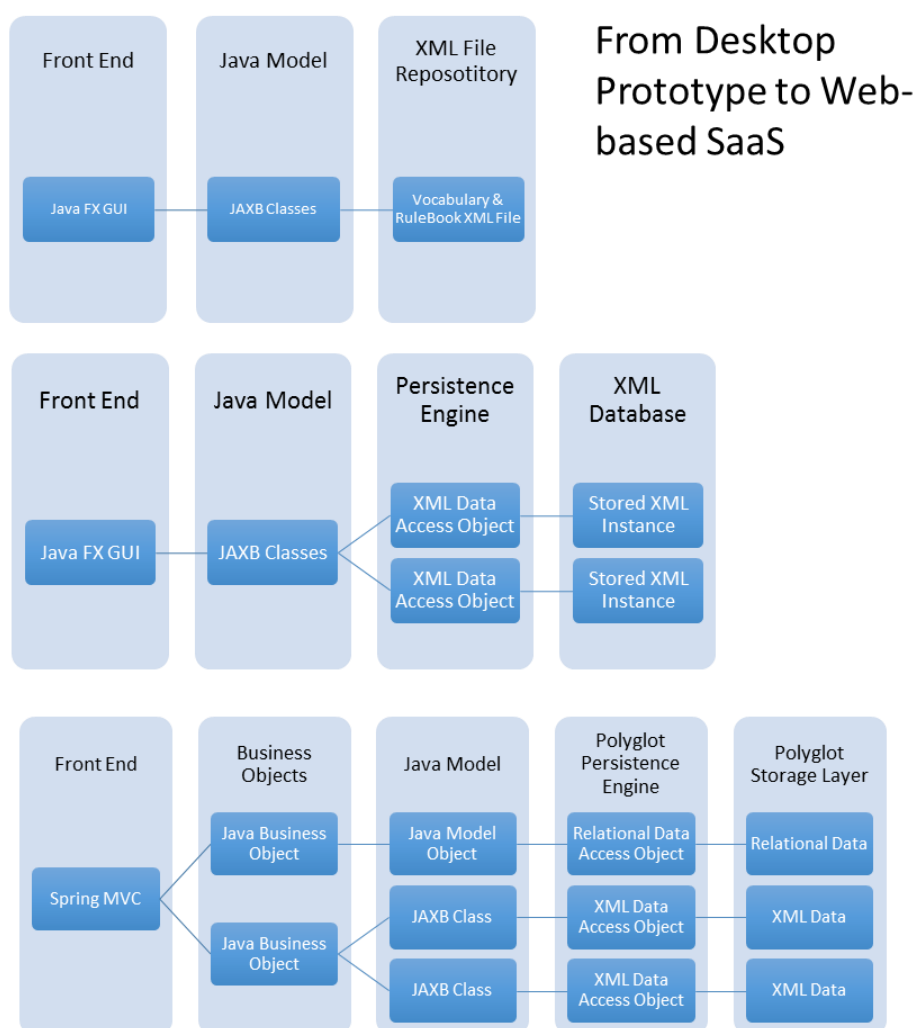 From Desktop
Prototype to Web-
based SaaS
Front End
Java Model
XML File
Reposotitory
Java FX GUI
JAXB Classes
Vocabulary &
RuleBook XML File
Front End
Java Model
Persistence
Engine
XML
Database
Java FX GUI
JAXB Classes
XML Data
Access Object
Stored XML
Instance
XML Data
Access Object
Stored XML
Instance
Front End
Business
Objects
Java Model
Polyglot
Persistence
Engine
Polyglot
Storage Layer
Spring MVC
Java Business
Object
Java Model
Object
Relational Data
Access Object
Relational Data
Java Business
Object
JAXB Class
XML Data
Access Object
XML Data
JAXB Class
XML Data
Access Object
XML Data